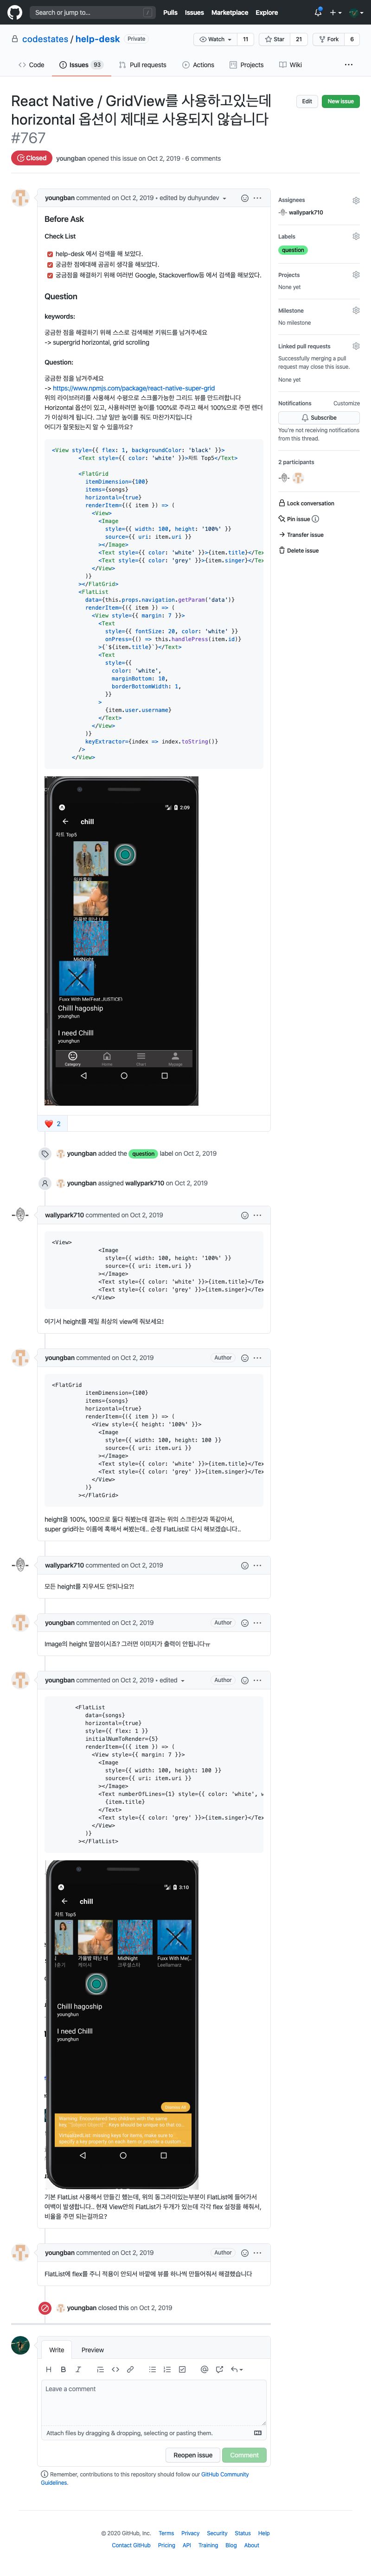 Search or jump to...
/
Pulls Issues Marketplace Explore
codestates / help-desk Private
Watch 11 Star 21 Fork 6
Code Issues 93 Pull requests Actions Projects Wiki
React Native / GridView를 사용하고있는데
horizontal 옵션이 제대로 사용되지 않습니다
#767
Edit New issue
Closed youngban opened this issue on Oct 2, 2019 · 6 comments
youngban commented on Oct 2, 2019 • edited by duhyundev
Before Ask
Check List
help-desk 에서 검색을 해 보았다.
궁금한 점에대해 곰곰히 생각을 해보았다.
궁금점을 해결하기 위해 여러번 Google, Stackoverflow등 에서 검색을 해보았다.
Question
keywords:
궁금한 점을 해결하기 위해 스스로 검색해본 키워드를 남겨주세요
-> supergrid horizontal, grid scrolling
Question:
궁금한 점을 남겨주세요
-> https://www.npmjs.com/package/react-native-super-grid
위의 라이브러리를 사용해서 수평으로 스크롤가능한 그리드 뷰를 만드려합니다
Horizontal 옵션이 있고, 사용하려면 높이를 100%로 주라고 해서 100%으로 주면 렌더
가 이상하게 됩니다. 그냥 일반 높이를 줘도 마찬가지입니다
어디가 잘못됬는지 알 수 있을까요?
<View style={{ flex: 1, backgroundColor: 'black' }}>
<Text style={{ color: 'white' }}>차트 Top5</Text>
<FlatGrid
itemDimension={100}
items={songs}
horizontal={true}
renderItem={({ item }) => (
<View>
<Image
style={{ width: 100, height: '100%' }}
source={{ uri: item.uri }}
></Image>
<Text style={{ color: 'white' }}>{item.title}</Tex
<Text style={{ color: 'grey' }}>{item.singer}</Te
</View>
)}
></FlatGrid>
<FlatList
data={this.props.navigation.getParam('data')}
renderItem={({ item }) => (
<View style={{ margin: 7 }}>
<Text
style={{ fontSize: 20, color: 'white' }}
onPress={() => this.handlePress(item.id)}
>{`${item.title}`}</Text>
<Text
style={{
color: 'white',
marginBottom: 10,
borderBottomWidth: 1,
}}
>
{item.user.username}
</Text>
</View>
)}
keyExtractor={index => index.toString()}
/>
</View>
2:09
chill
차트 Top5
가을밤 떠난 너
MidNight
Fuxx With Me(Feat.JUSTICE)
Chill hagoship
younghun
I need Chilll
younghun
Category Home Chart Mypage
2
youngban added the question label on Oct 2, 2019
youngban assigned wallypark710 on Oct 2, 2019
wallypark710 commented on Oct 2, 2019
<View>
<Image
style={{ width: 100, height: '100%' }}
source={{ uri: item.uri }}
></Image>
<Text style={{ color: 'white' }}>{item.title}</Tex
<Text style={{ color: 'grey' }}>{item.singer}</Te
</View>
여기서 height를 제일 최상의 view에 줘보세요!
youngban commented on Oct 2, 2019 Author
<FlatGrid
itemDimension={100}
items={songs}
horizontal={true}
renderItem={({ item }) => (
<View style={{ height: '100%' }}>
<Image
style={{ width: 100, height: 100 }}
source={{ uri: item.uri }}
></Image>
<Text style={{ color: 'white' }}>{item.title}</Tex
<Text style={{ color: 'grey' }}>{item.singer}</Tex
</View>
)}
></FlatGrid>
height을 100%, 100으로 둘다 줘봤는데 결과는 위의 스크린샷과 똑같아서,
super grid라는 이름에 혹해서 써봤는데.. 순정 FlatList로 다시 해보겠습니다..
wallypark710 commented on Oct 2, 2019
모든 height를 지우셔도 안되나요?!
youngban commented on Oct 2, 2019 Author
Image의 height 말씀이시죠? 그러면 이미지가 출력이 안됩니다ㅠ
youngban commented on Oct 2, 2019 • edited Author
<FlatList
data={songs}
horizontal={true}
style={{ flex: 1 }}
initialNumToRender={5}
renderItem={({ item }) => (
<View style={{ margin: 7 }}>
<Image
style={{ width: 100, height: 100 }}
source={{ uri: item.uri }}
></Image>
<Text numberOfLines={1} style={{ color: 'white', w
{item.title}
</Text>
<Text style={{ color: 'grey' }}>{item.singer}</Tex
</View>
)}
></FlatList>
3:10
chill
차트 Top5
가을밤 떠난 너 MidNight Fuxx With Me(...
케이시 크루셜스타 Leellamarz
Chill hagoship
younghun
I need Chilll
younghun
기본 FlatList 사용해서 만들긴 했는데, 위의 동그라미있는부분이 FlatList에 들어가서
여백이 발생합니다.. 현재 View안의 FlatList가 두개가 있는데 각각 flex 설정을 해줘서,
비율을 주면 되는걸까요?
youngban commented on Oct 2, 2019 Author
FlatList에 flex를 주니 적용이 안되서 바깥에 뷰를 하나씩 만들어줘서 해결했습니다
youngban closed this on Oct 2, 2019
Write Preview
Leave a comment
Attach files by dragging & dropping, selecting or pasting them.
Reopen issue Comment
Remember, contributions to this repository should follow our GitHub Community
Guidelines.
Assignees
wallypark710
Labels
question
Projects
None yet
Milestone
No milestone
Linked pull requests
Successfully merging a pull
request may close this issue.
None yet
Notifications Customize
Subscribe
You're not receiving notifications
from this thread.
2 participants
Lock conversation
Pin issue
Transfer issue
Delete issue
© 2020 GitHub, Inc. Terms Privacy Security Status Help
Contact GitHub Pricing API Training Blog About